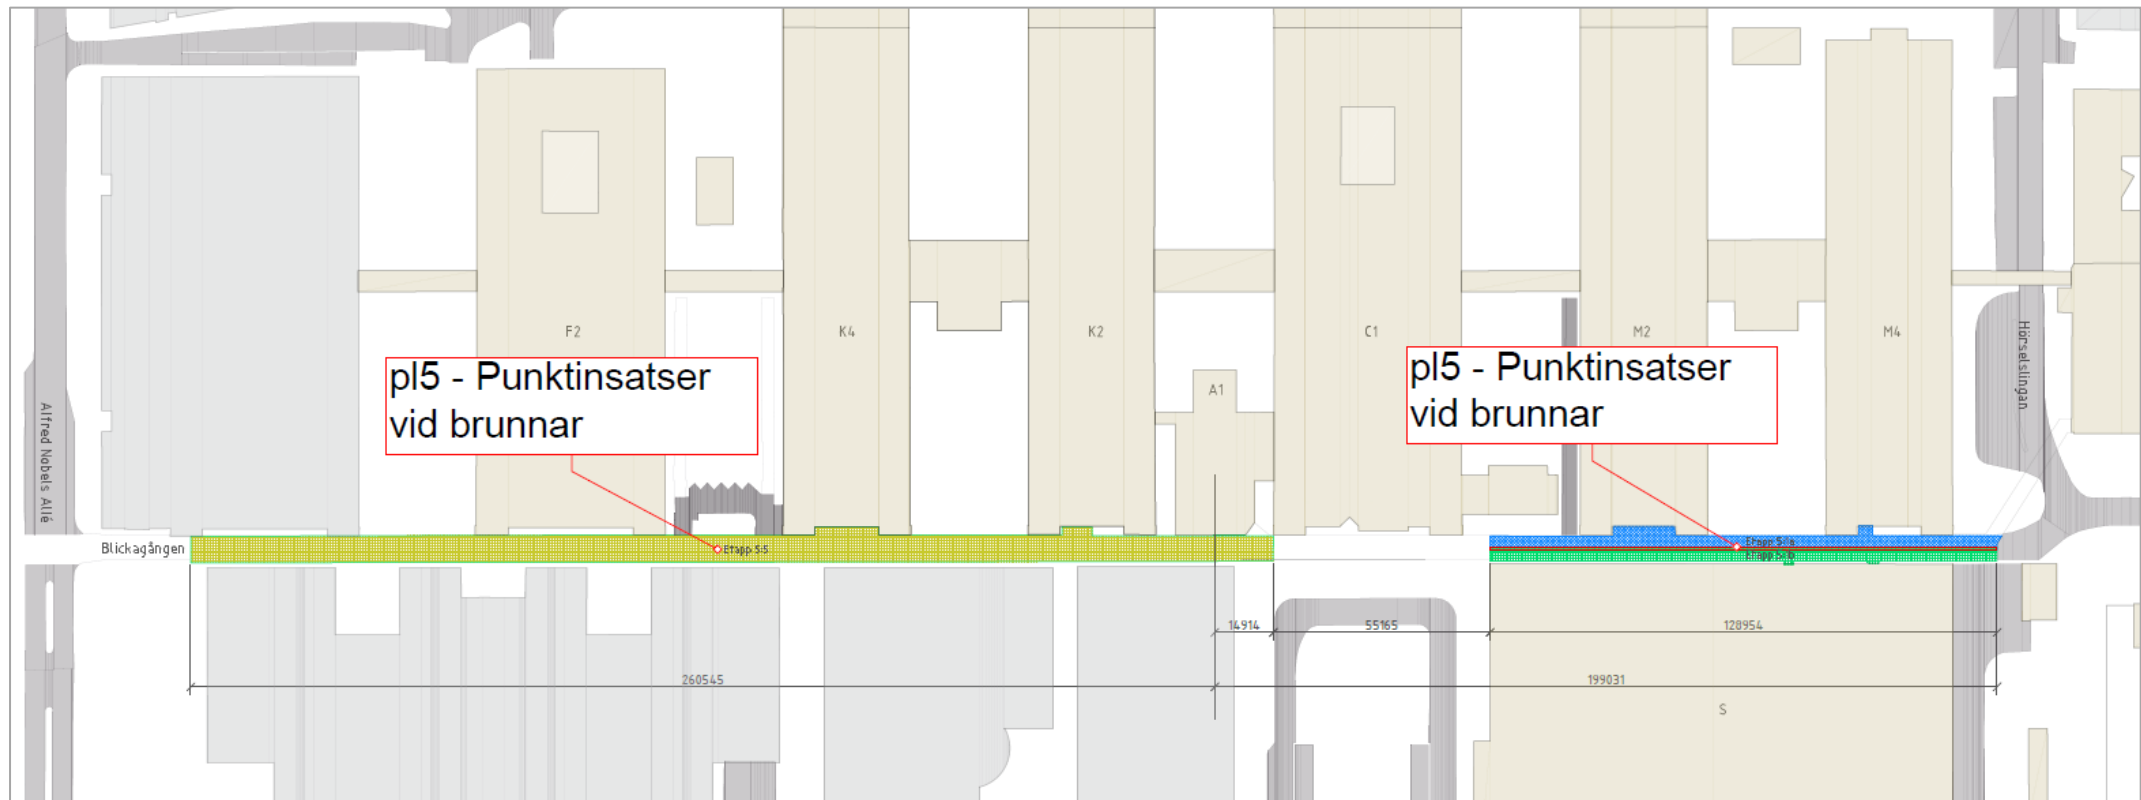 F2
K4
K2
C1
M2
M4
A1
pl5 - Punktinsatser
vid brunnar
pl5 - Punktinsatser
vid brunnar
Alfred Nobels Allé
Hörselslingan
Blickagången
Etapp 5:5
14914
55165
128954
260545
199031
S